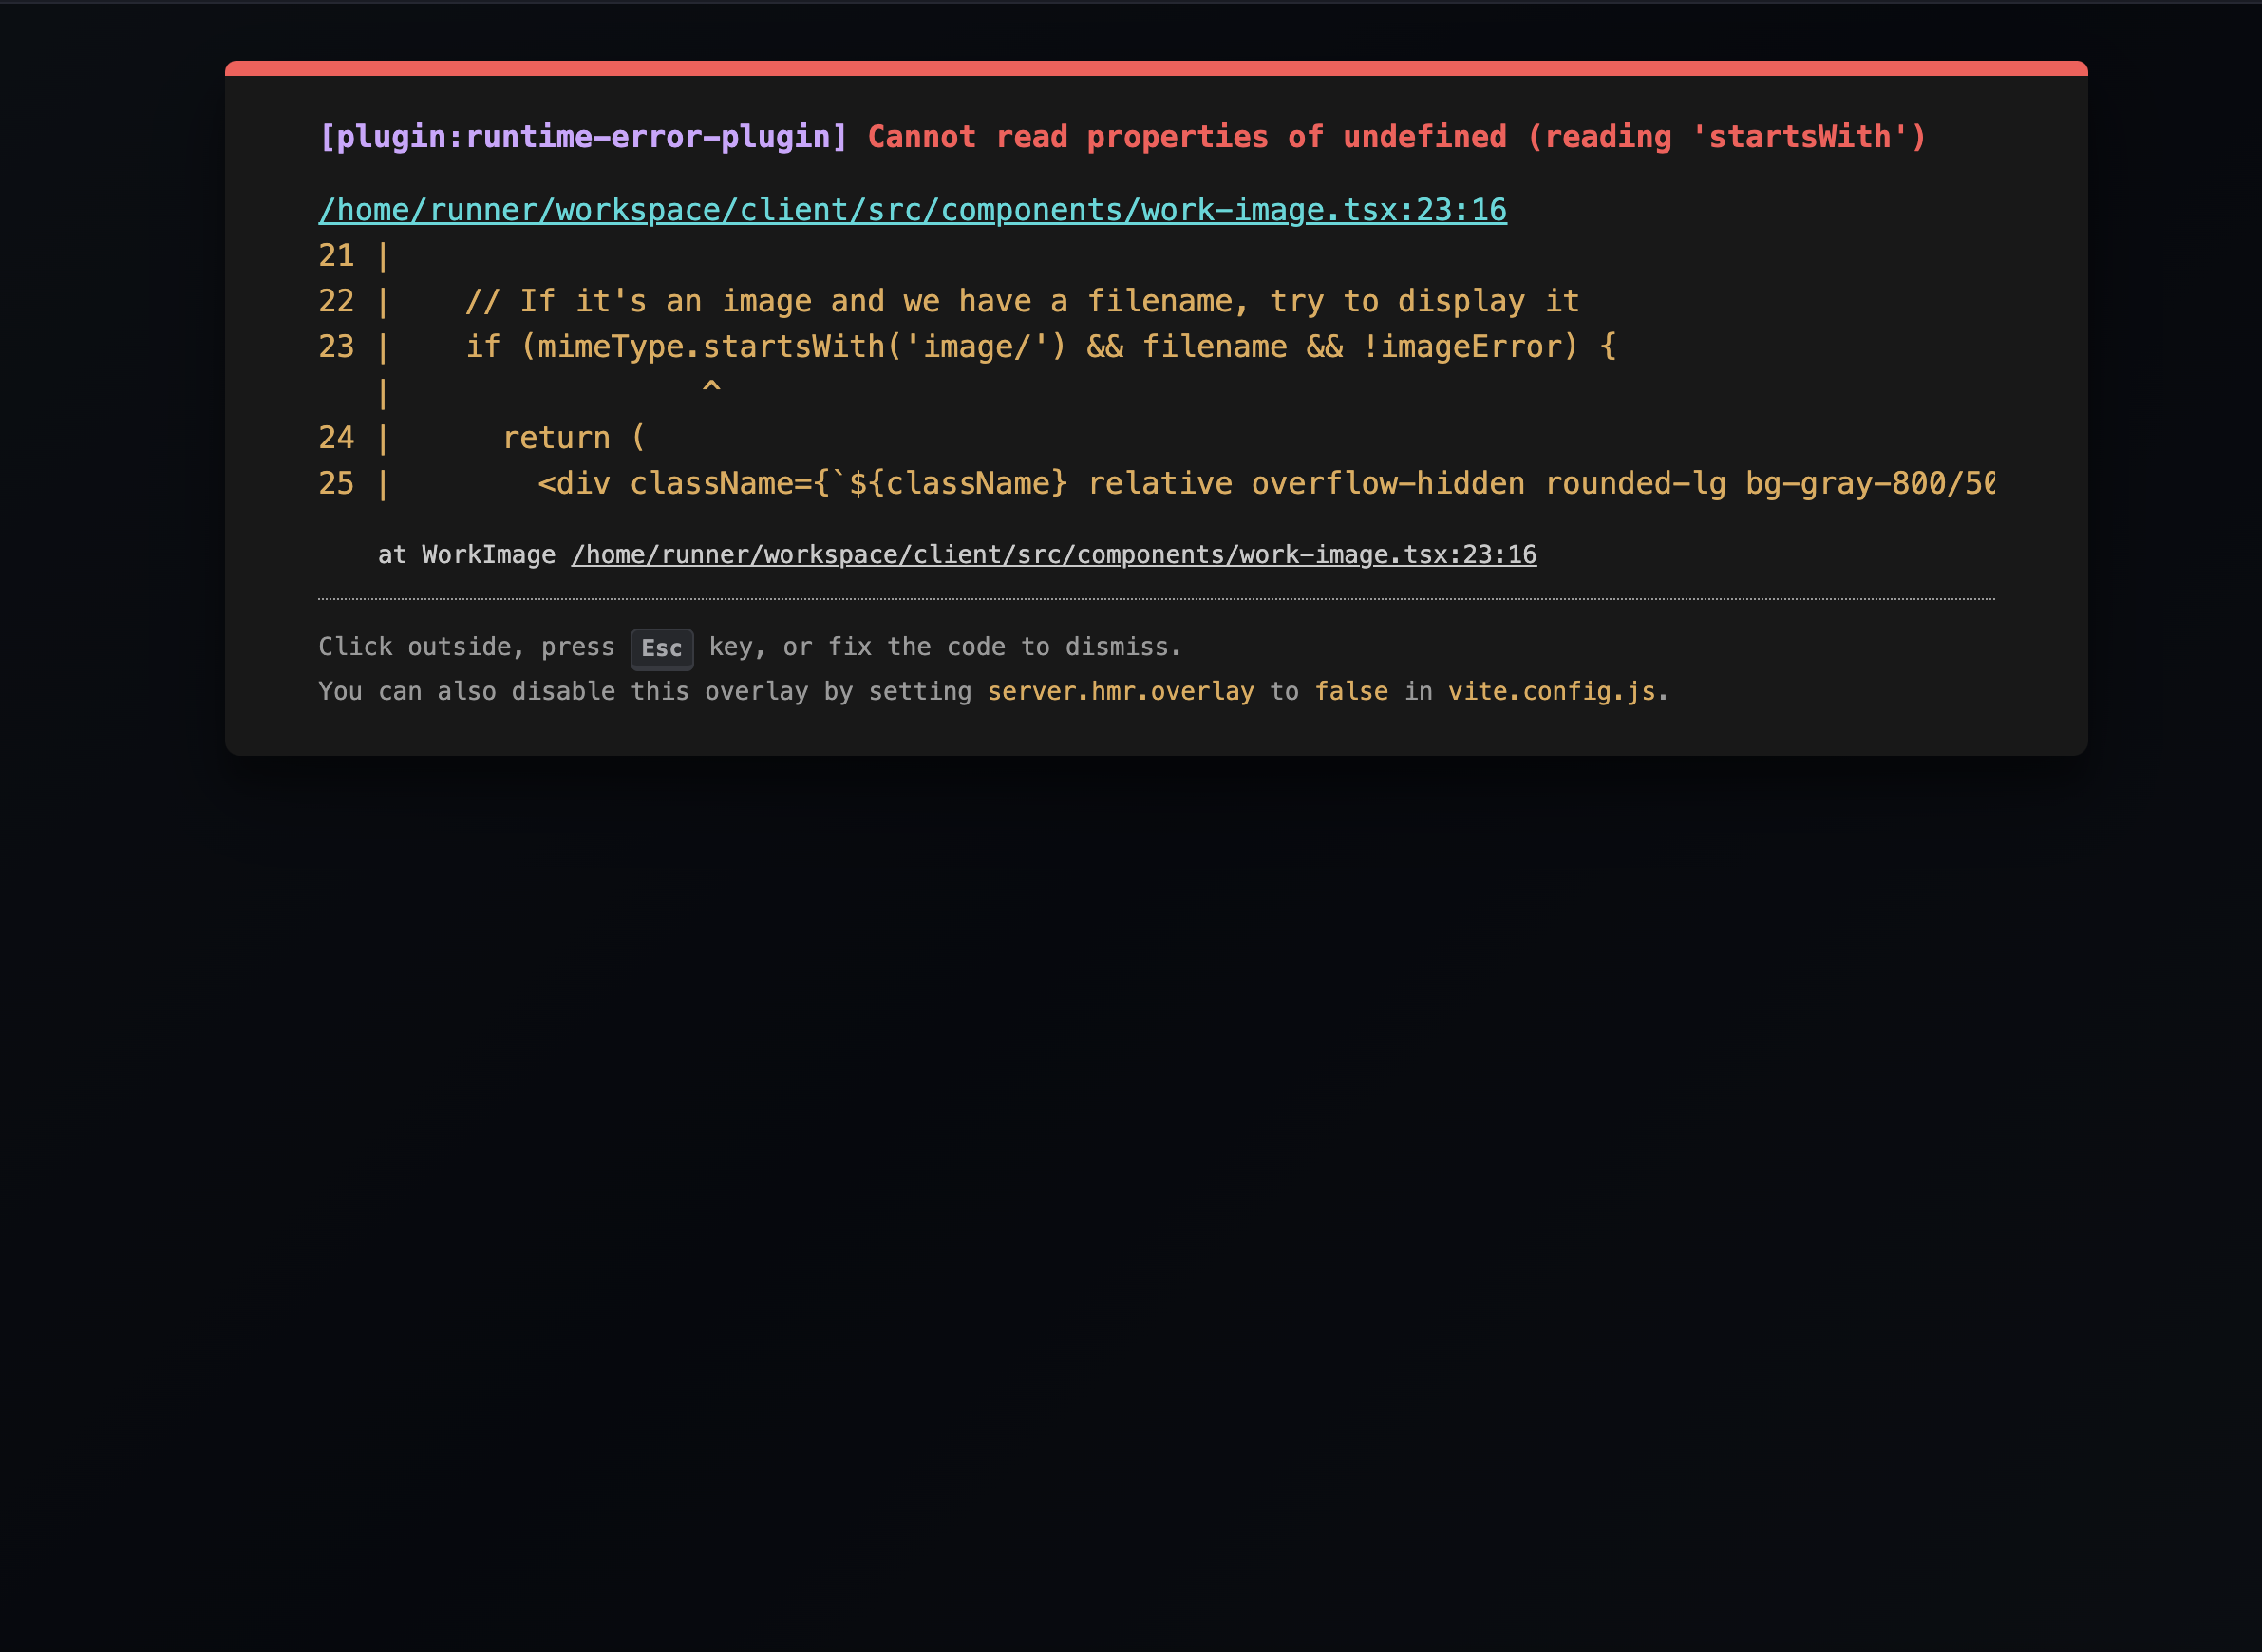 [plugin:runtime-error-plugin] Cannot read properties of undefined (reading 'startsWith')
/home/runner/workspace/client/src/components/work-image.tsx:23:16
21 |
22 |    // If it's an image and we have a filename, try to display it
23 |    if (mimeType.startsWith('image/') && filename && !imageError) {
   |                 ^
24 |      return (
25 |        <div className={`${className} relative overflow-hidden rounded-lg bg-gray-800/50
at WorkImage /home/runner/workspace/client/src/components/work-image.tsx:23:16
Click outside, press Esc key, or fix the code to dismiss.
You can also disable this overlay by setting server.hmr.overlay to false in vite.config.js.